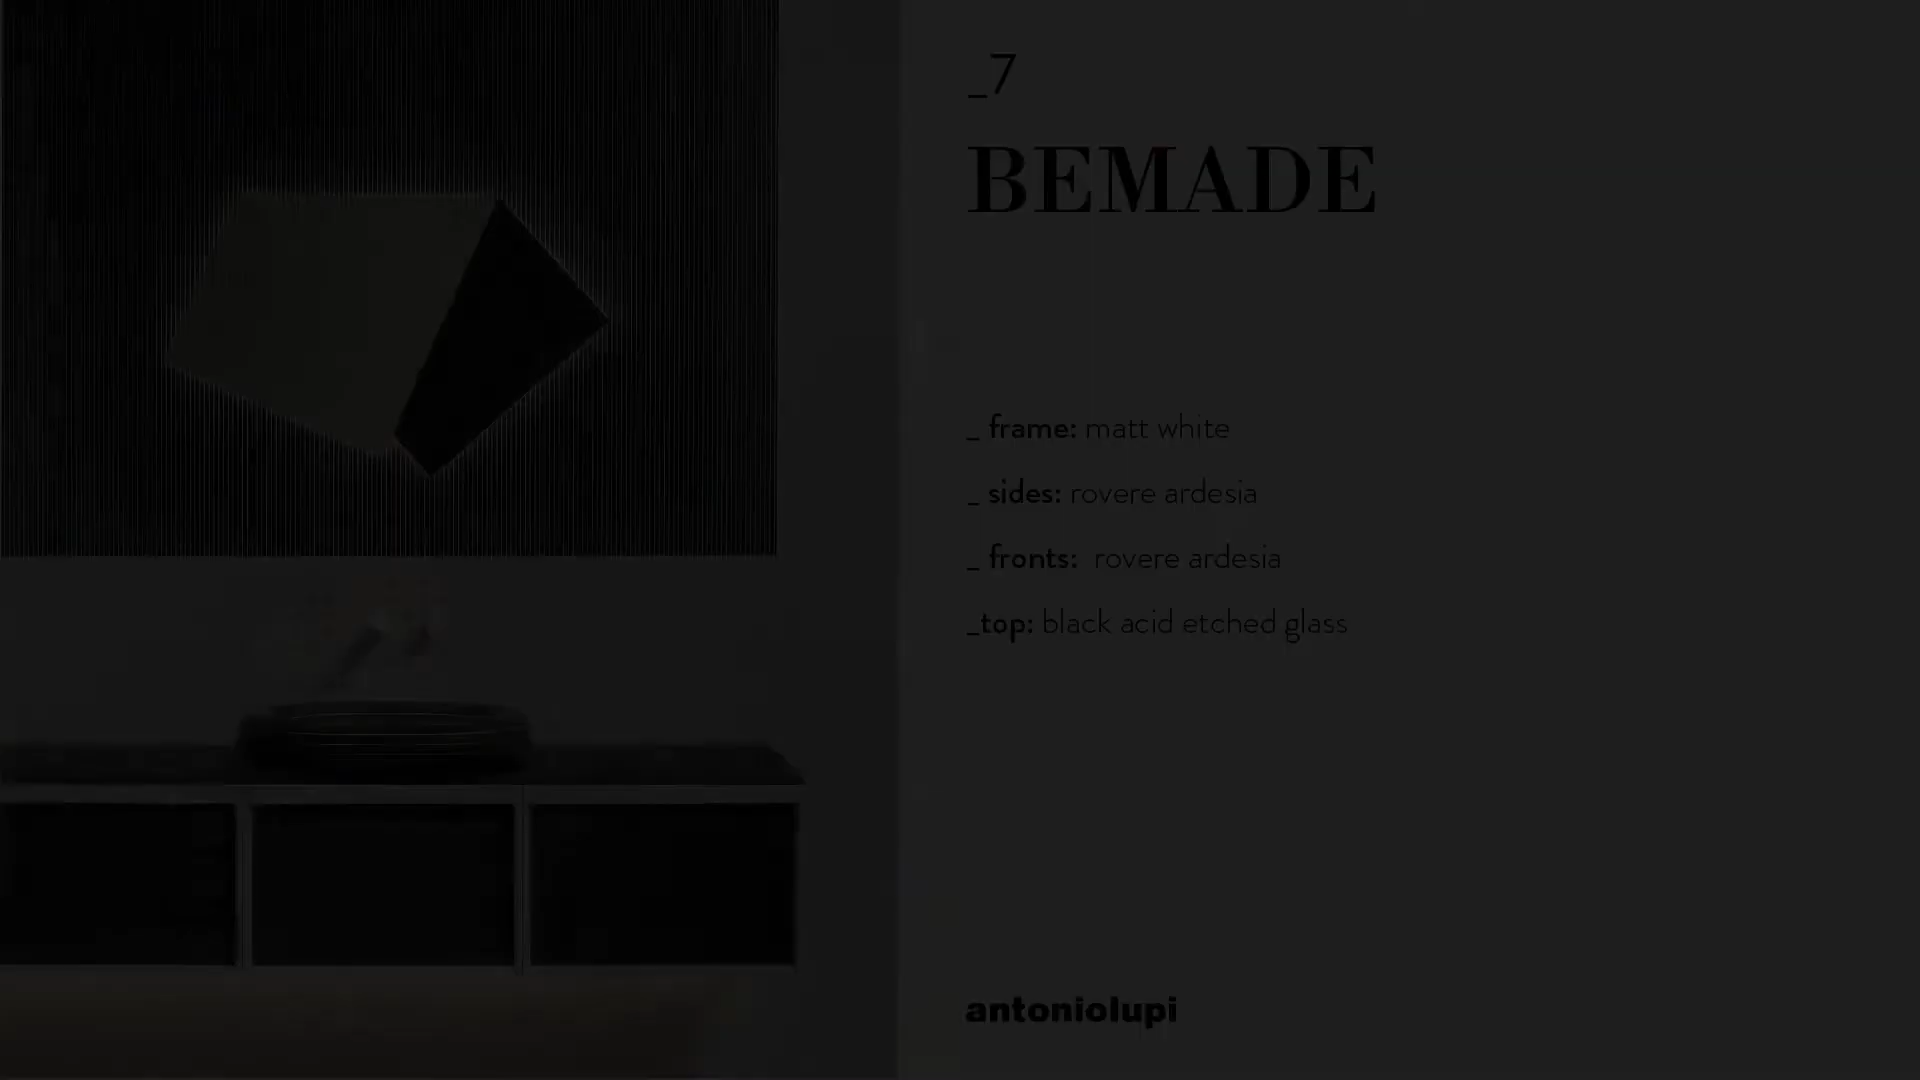 _7
BEMADE
_ frame: matt white
_ sides: rovere ardesia
_ fronts: rovere ardesia
_top: black acid etched glass
antoniolupi